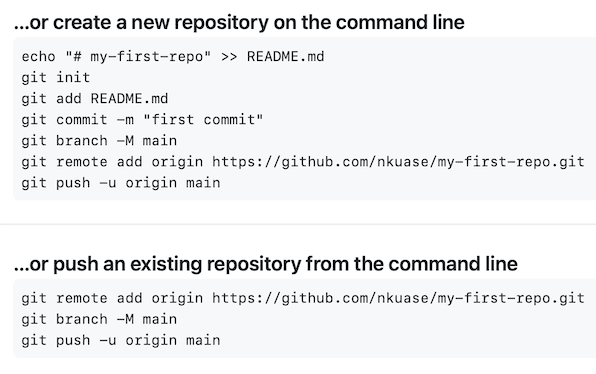 ...or create a new repository on the command line
echo "# my-first-repo" >> README.md
git init
git add README.md
git commit -m "first commit"
git branch -M main
git remote add origin https://github.com/nkuase/my-first-repo.git
git push -u origin main
...or push an existing repository from the command line
git remote add origin https://github.com/nkuase/my-first-repo.git
git branch -M main
git push -u origin main